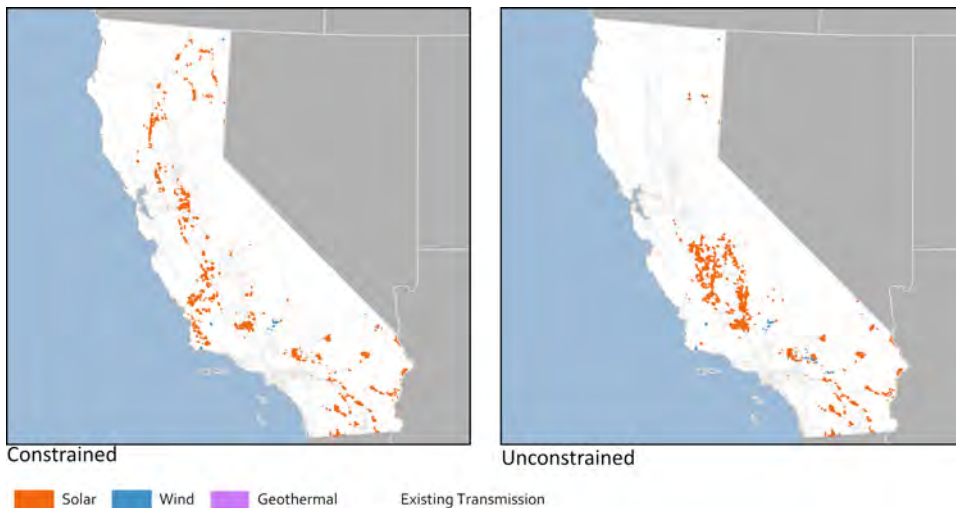 Constrained
Unconstrained
Solar Wind Geothermal Existing Transmission